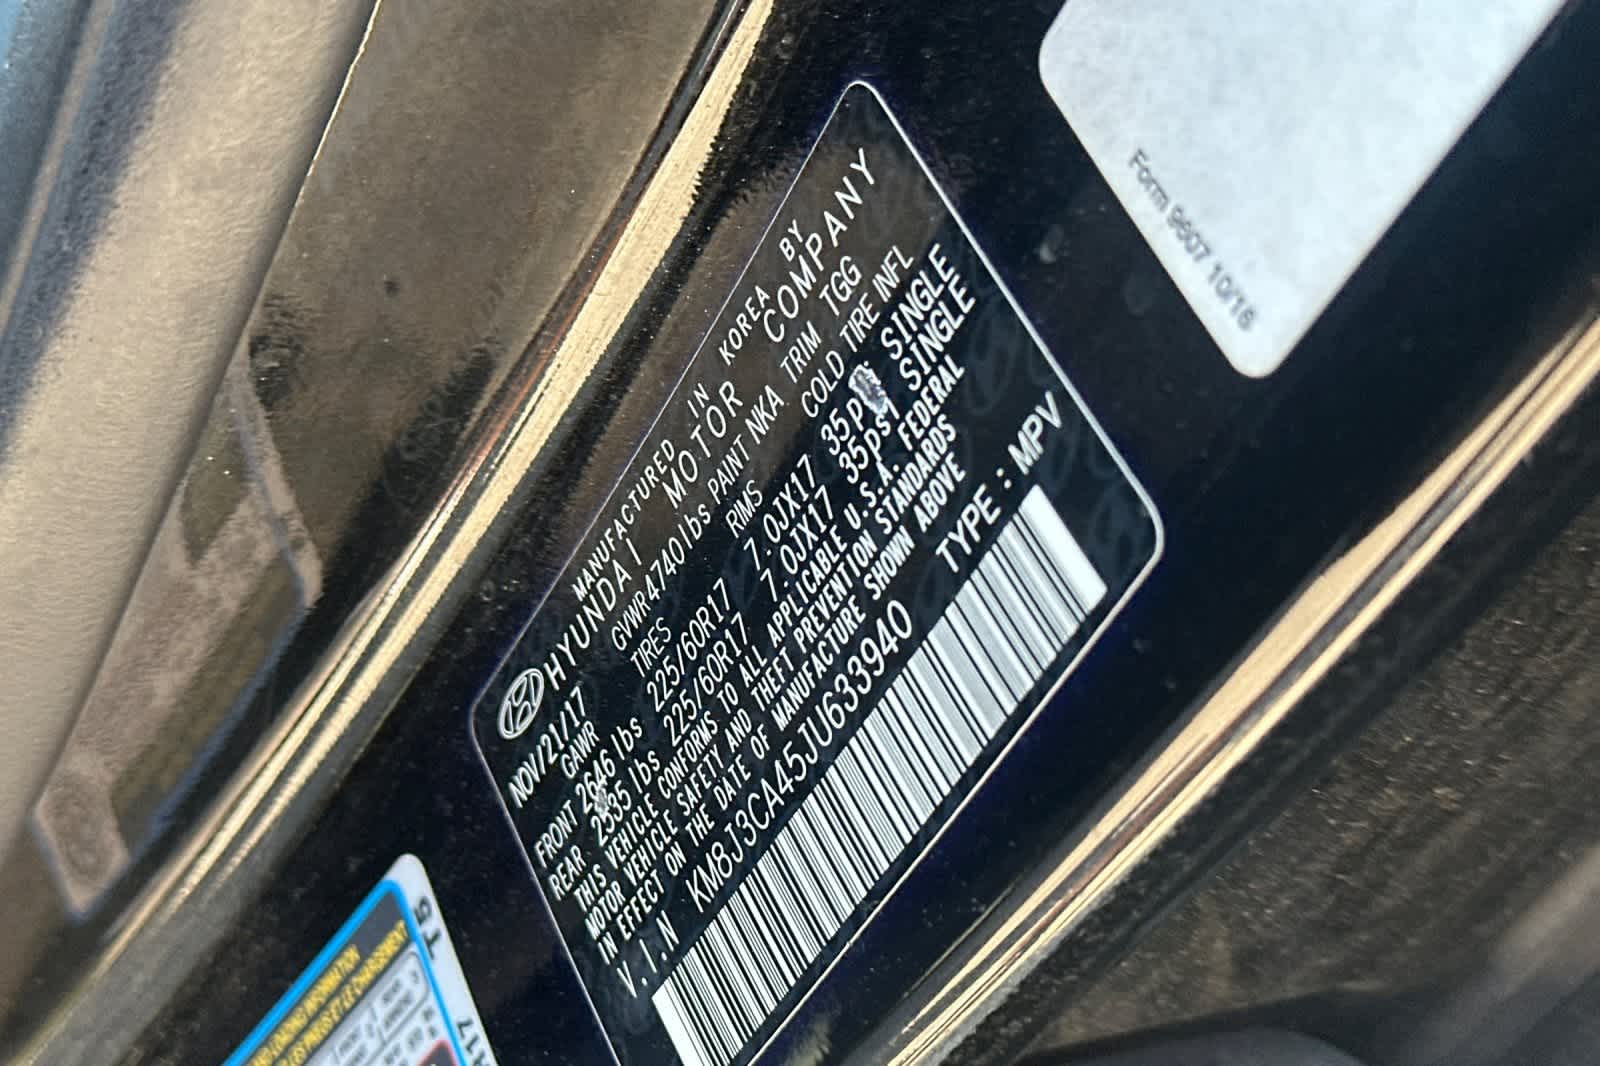 MANUFACTURED IN KOREA BY
HYUNDAI MOTOR COMPANY
NOV/21/17 GVWR 4740lbs PAINT NKA TRIM TGG
GAWR TIRES RIMS COLD TIRE INFL
FRONT 2646 lbs 225/60R17 7.0JX17 35p SINGLE
REAR 2535 lbs 225/60R17 7.0JX17 35psi SINGLE
THIS VEHICLE CONFORMS TO ALL APPLICABLE U.S.A. FEDERAL
MOTOR VEHICLE SAFETY AND THEFT PREVENTION STANDARDS
IN EFFECT ON THE DATE OF MANUFACTURE SHOWN ABOVE
V.I.N KM8J3CA45JU633940 TYPE : MPV
Form 9607 10/16